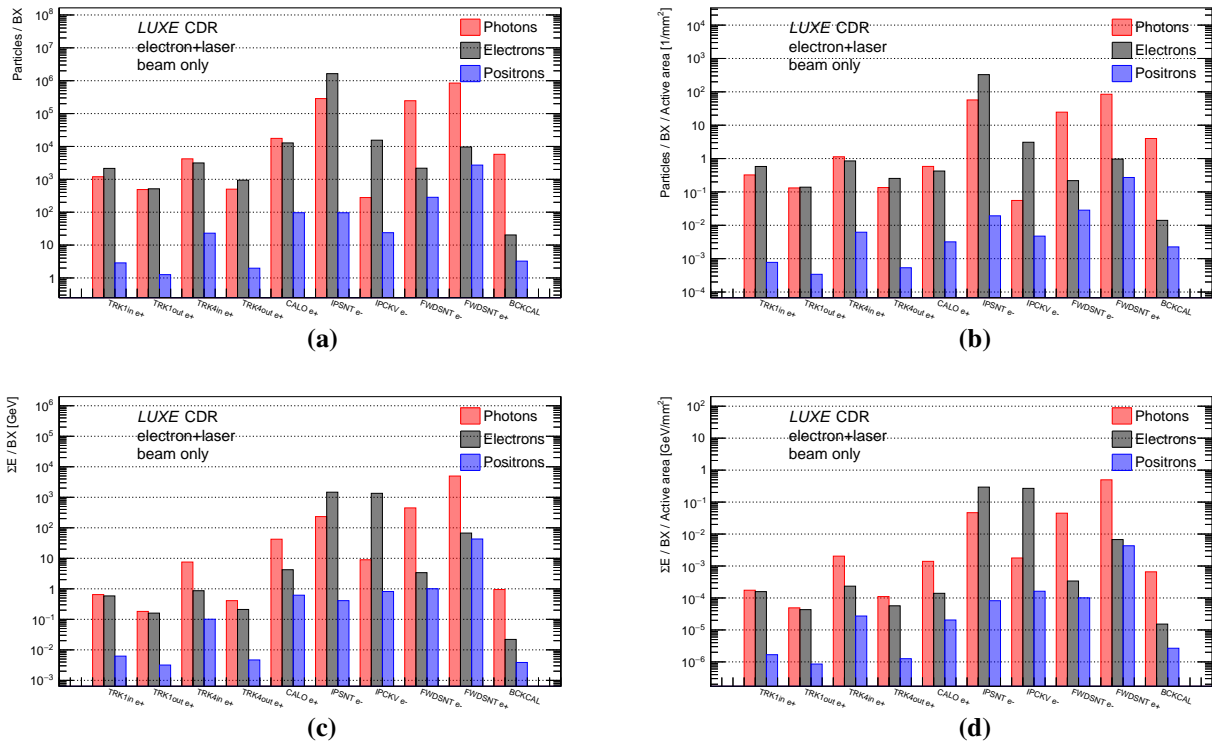 Particles / BX
10⁸
10⁷
10⁶
10⁵
10⁴
10³
10²
10
1
LUXE CDR
electron+laser
beam only
Photons
Electrons
Positrons
TRK1in e+
TRK1out e+
TRK4in e+
TRK4out e+
CALO e+
IPSNT e-
IPCKV e-
FWDSNT e-
FWDSNT e+
BCKCAL
(a)
Particles / BX / Active area [1/mm²]
10⁴
10³
10²
10
1
10⁻¹
10⁻²
10⁻³
10⁻⁴
LUXE CDR
electron+laser
beam only
Photons
Electrons
Positrons
TRK1in e+
TRK1out e+
TRK4in e+
TRK4out e+
CALO e+
IPSNT e-
IPCKV e-
FWDSNT e-
FWDSNT e+
BCKCAL
(b)
ΣE / BX [GeV]
10⁶
10⁵
10⁴
10³
10²
10
1
10⁻¹
10⁻²
10⁻³
LUXE CDR
electron+laser
beam only
Photons
Electrons
Positrons
TRK1in e+
TRK1out e+
TRK4in e+
TRK4out e+
CALO e+
IPSNT e-
IPCKV e-
FWDSNT e-
FWDSNT e+
BCKCAL
(c)
ΣE / BX / Active area [GeV/mm²]
10²
10
1
10⁻¹
10⁻²
10⁻³
10⁻⁴
10⁻⁵
10⁻⁶
LUXE CDR
electron+laser
beam only
Photons
Electrons
Positrons
TRK1in e+
TRK1out e+
TRK4in e+
TRK4out e+
CALO e+
IPSNT e-
IPCKV e-
FWDSNT e-
FWDSNT e+
BCKCAL
(d)